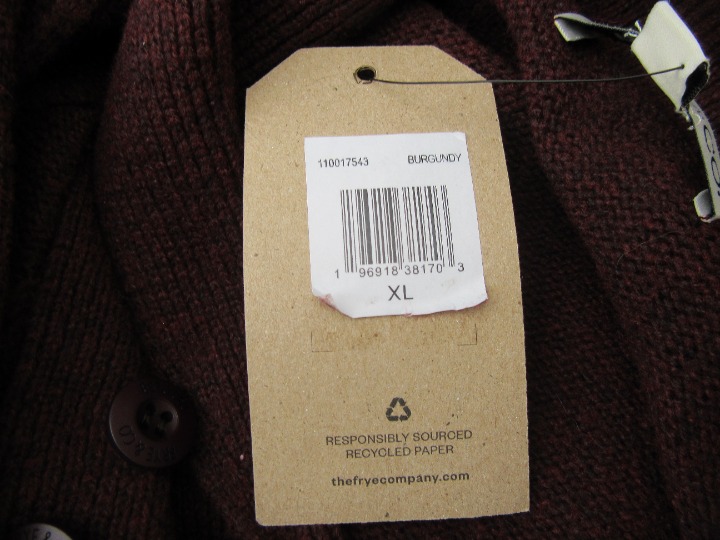 110017543 BURGUNDY
1 96918 38170 3
XL
RESPONSIBLY SOURCED
RECYCLED PAPER
thefryecompany.com